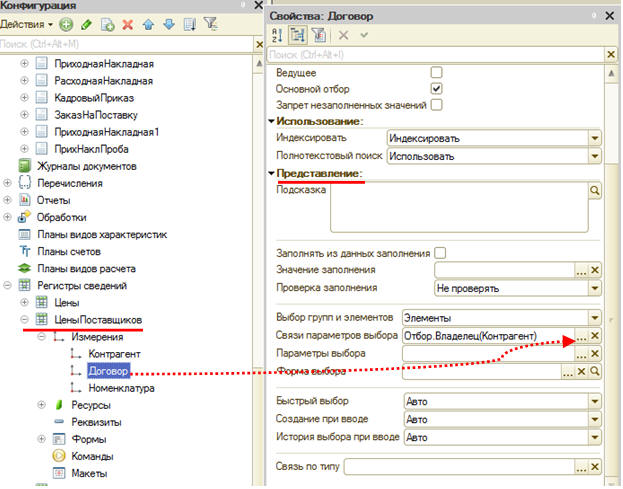 Конфигурация
Действия
Поиск (Ctrl+Alt+M)
ПриходнаяНакладная
РасходнаяНакладная
КадровыйПриказ
ЗаказНаПоставку
ПриходнаяНакладная1
ПрихНаклПроба
Журналы документов
Перечисления
Отчеты
Обработки
Планы видов характеристик
Планы счетов
Планы видов расчета
Регистры сведений
Цены
ЦеныПоставщиков
Измерения
Контрагент
Договор
Номенклатура
Ресурсы
Реквизиты
Формы
Команды
Макеты
Свойства: Договор
Поиск (Ctrl+Alt+I)
Ведущее
Основной отбор
Запрет незаполненных значений
Использование:
Индексировать Индексировать
Полнотекстовый поиск Использовать
Представление:
Подсказка
Заполнять из данных заполнения
Значение заполнения
Проверка заполнения Не проверять
Выбор групп и элементов Элементы
Связи параметров выбора Отбор.Владелец(Контрагент)
Параметры выбора
Форма выбора
Быстрый выбор Авто
Создание при вводе Авто
История выбора при вводе Авто
Связь по типу